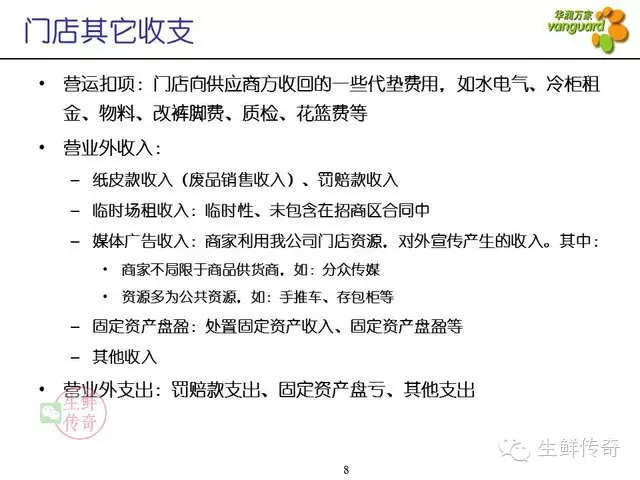 门店其它收支
华润万家
vanguard
• 营运扣项：门店向供应商方收回的一些代垫费用，如水电气、冷柜租
金、物料、改裤脚费、质检、花篮费等
• 营业外收入：
– 纸皮款收入（废品销售收入）、罚赔款收入
– 临时场租收入：临时性、未包含在招商区合同中
– 媒体广告收入：商家利用我公司门店资源，对外宣传产生的收入。其中：
• 商家不局限于商品供货商，如：分众传媒
• 资源多为公共资源，如：手推车、存包柜等
– 固定资产盘盈：处置固定资产收入、固定资产盘盈等
– 其他收入
• 营业外支出：罚赔款支出、固定资产盘亏、其他支出
生鲜
传奇
生鲜传奇
8